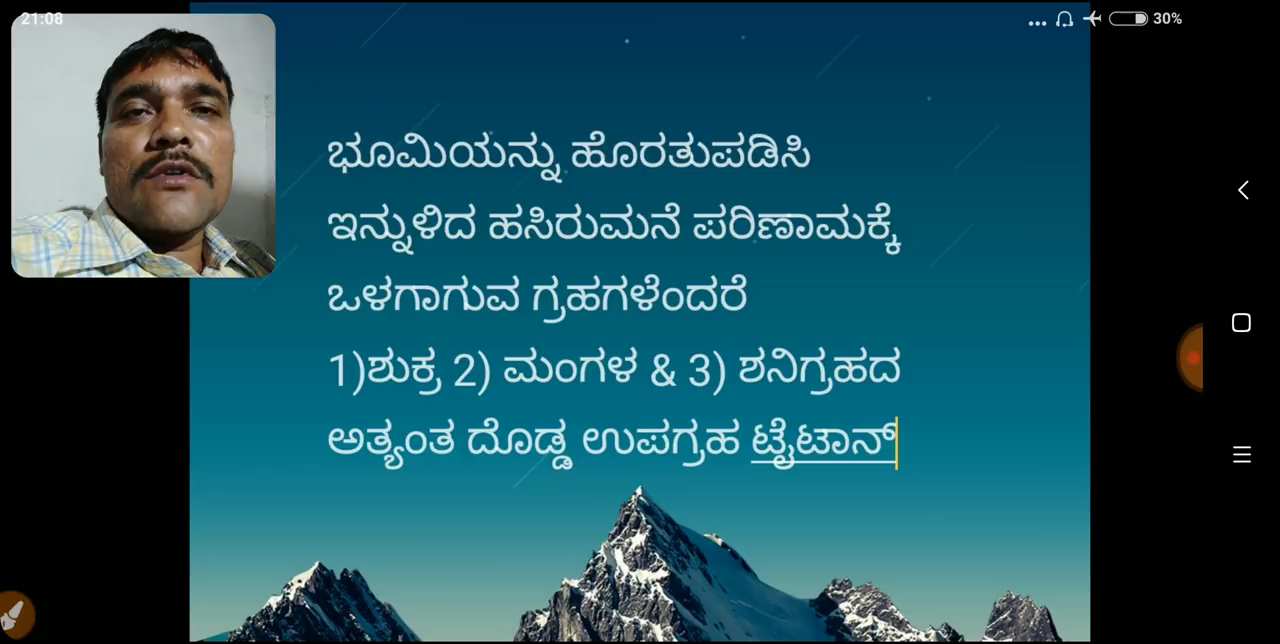 21:08
... 30%
ಭೂಮಿಯನ್ನು ಹೊರತುಪಡಿಸಿ
ಇನ್ನುಳಿದ ಹಸಿರುಮನೆ ಪರಿಣಾಮಕ್ಕೆ
ಒಳಗಾಗುವ ಗ್ರಹಗಳೆಂದರೆ
1)ಶುಕ್ರ 2) ಮಂಗಳ & 3) ಶನಿಗ್ರಹದ
ಅತ್ಯಂತ ದೊಡ್ಡ ಉಪಗ್ರಹ ಟೈಟಾನ್